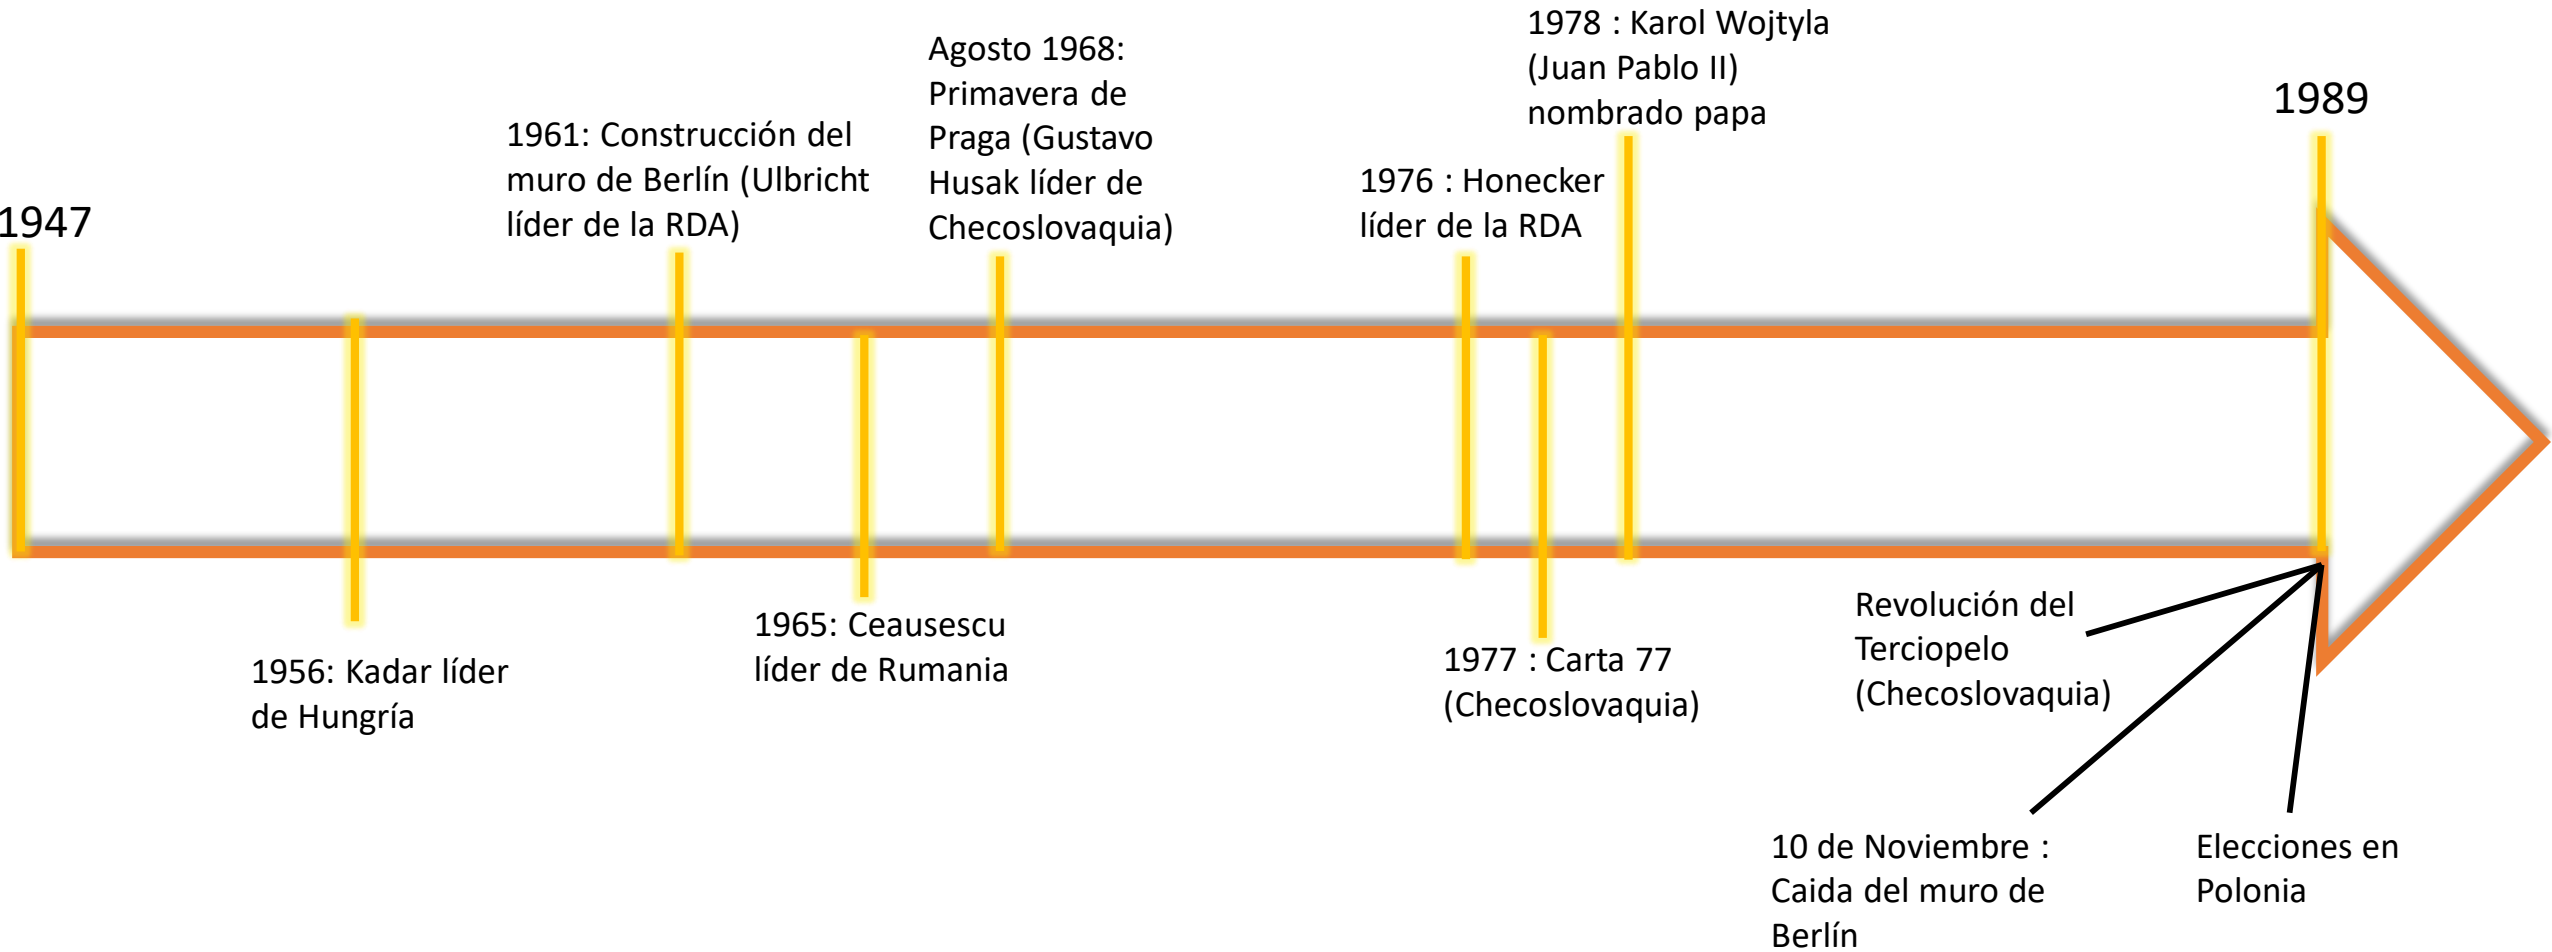 1947
1956: Kadar líder
de Hungría
1961: Construcción del
muro de Berlín (Ulbricht
líder de la RDA)
1965: Ceausescu
líder de Rumania
Agosto 1968:
Primavera de
Praga (Gustavo
Husak líder de
Checoslovaquia)
1976 : Honecker
líder de la RDA
1977 : Carta 77
(Checoslovaquia)
1978 : Karol Wojtyla
(Juan Pablo II)
nombrado papa
1989
Revolución del
Terciopelo
(Checoslovaquia)
10 de Noviembre :
Caida del muro de
Berlín
Elecciones en
Polonia